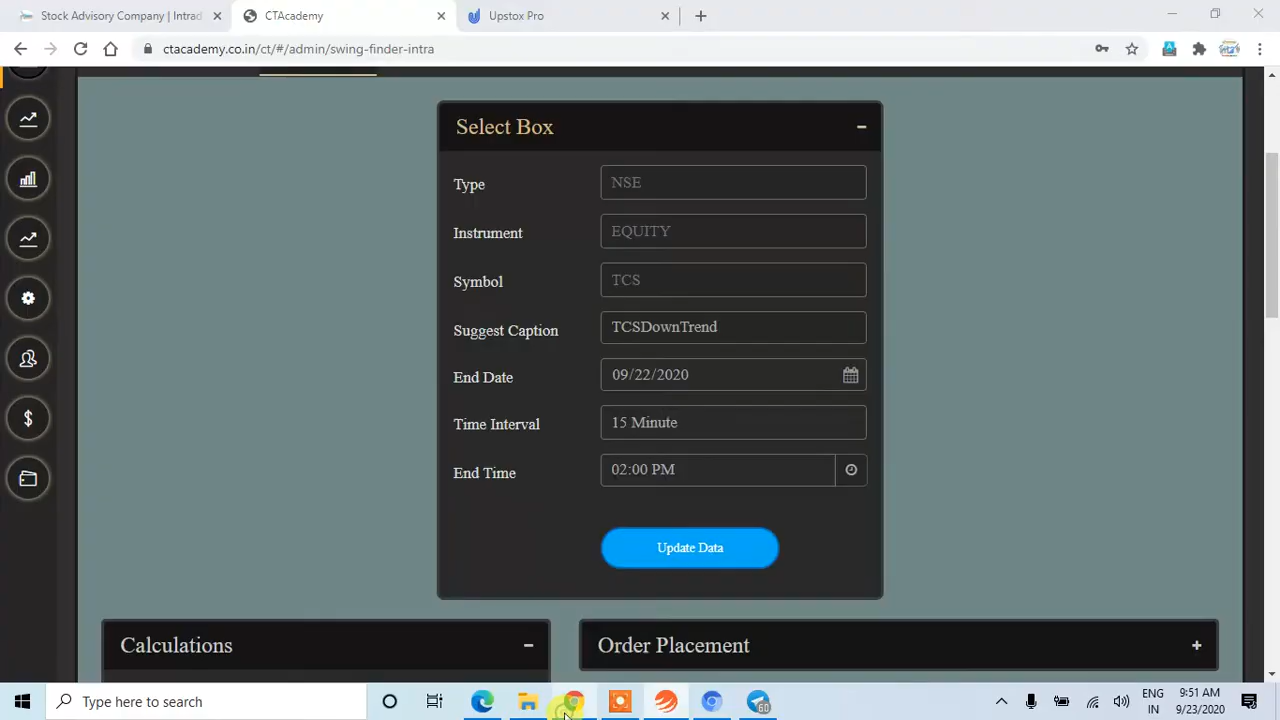 Stock Advisory Company | Intrad
CTAcademy
Upstox Pro
ctacademy.co.in/ct/#/admin/swing-finder-intra
Select Box
Type
NSE
Instrument
EQUITY
Symbol
TCS
Suggest Caption
TCSDownTrend
End Date
09/22/2020
Time Interval
15 Minute
End Time
02:00 PM
Update Data
Calculations
Order Placement
Type here to search
60
ENG
IN
9:51 AM
9/23/2020